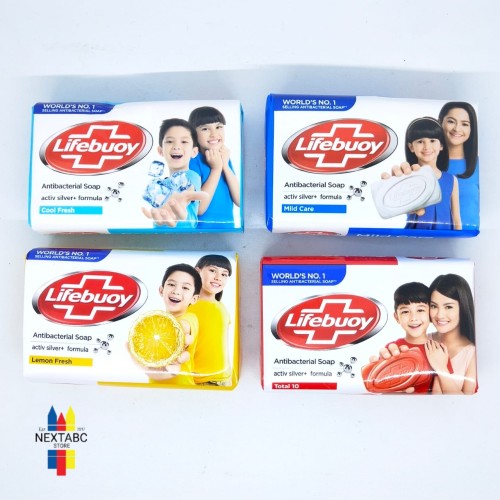 WORLD'S NO. 1
SELLING ANTIBACTERIAL SOAP
Lifebuoy
Antibacterial Soap
activ silver+ formula
Cool Fresh
WORLD'S NO. 1
SELLING ANTIBACTERIAL SOAP
Lifebuoy
Antibacterial Soap
activ silver+ formula
Mild Care
Mild Care
WORLD'S NO. 1
SELLING ANTIBACTERIAL SOAP
Lifebuoy
Antibacterial Soap
activ silver+ formula
Lemon Fresh
WORLD'S NO. 1
SELLING ANTIBACTERIAL SOAP
Lifebuoy
Antibacterial Soap
activ silver+ formula
Total 10
Est
NEXTABC
STORE